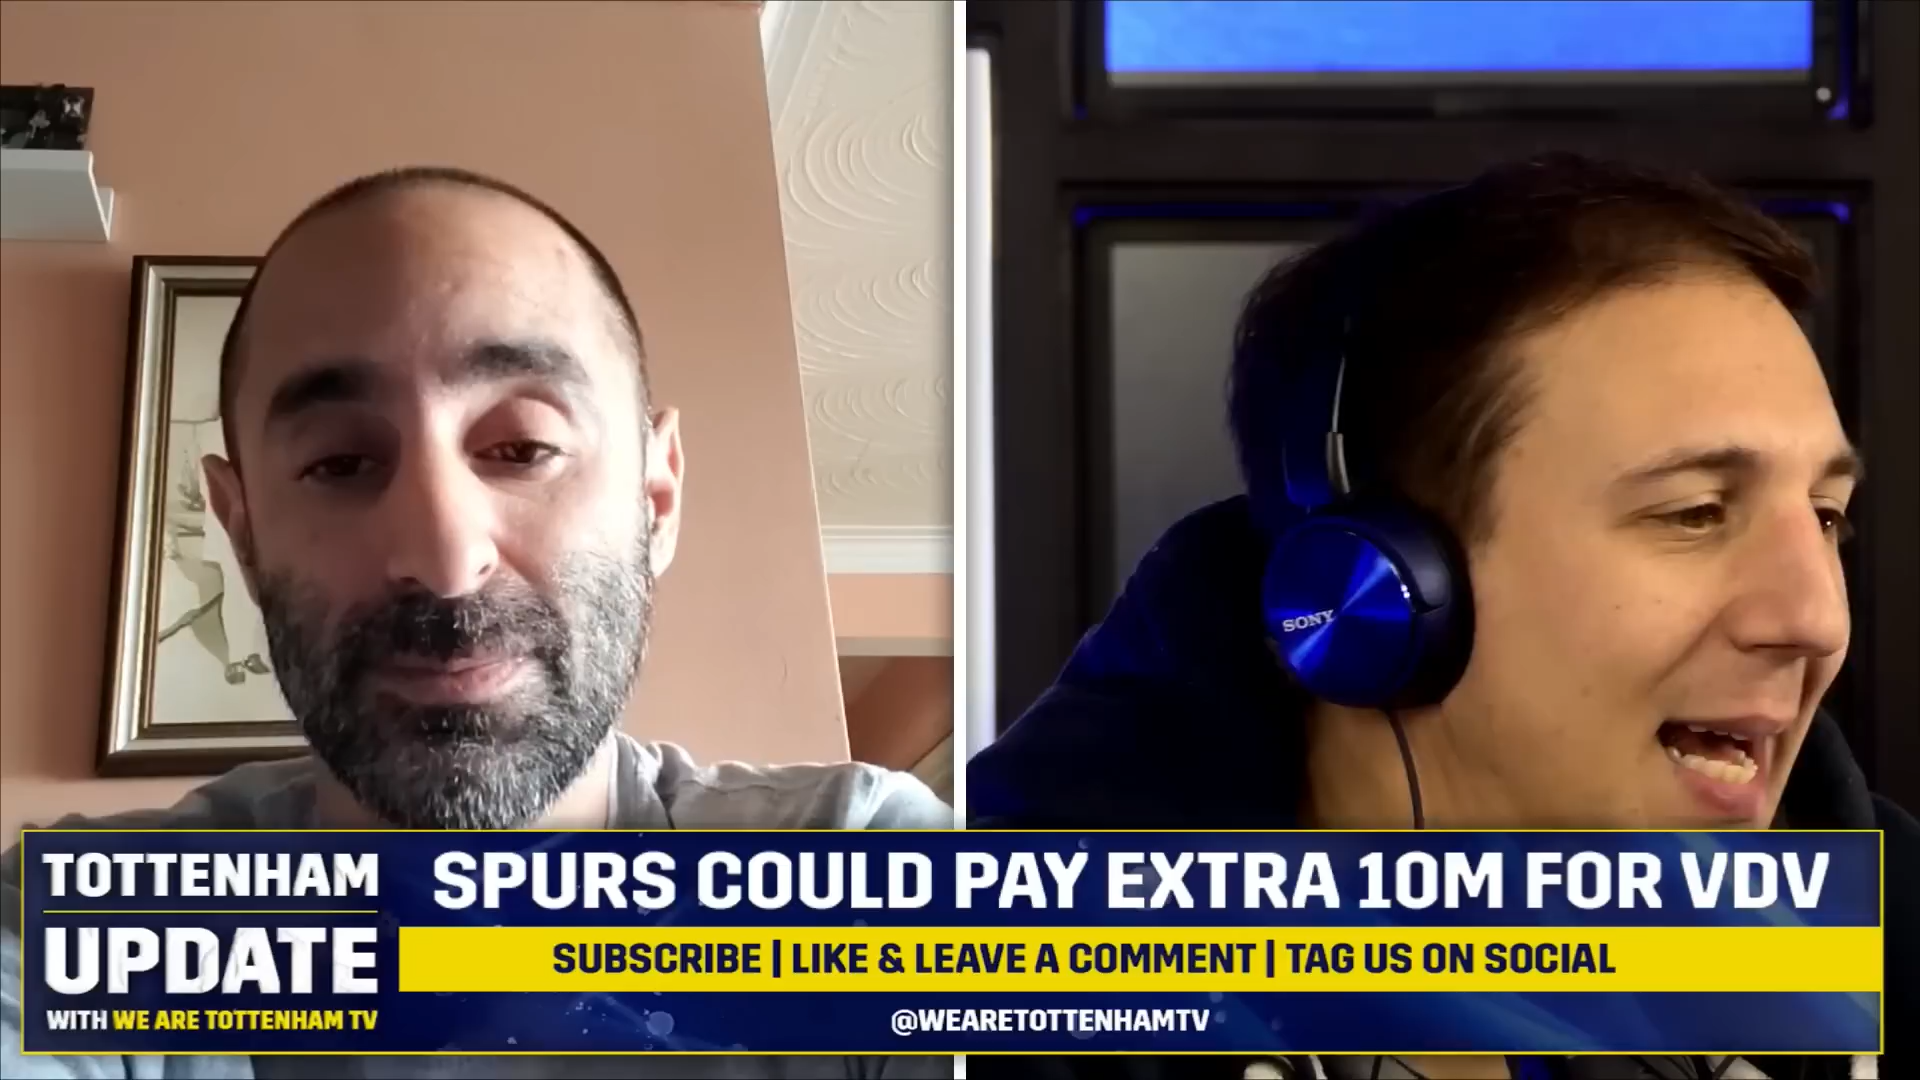 SONY
TOTTENHAM
UPDATE
WITH WE ARE TOTTENHAM TV
SPURS COULD PAY EXTRA 10M FOR VDV
SUBSCRIBE | LIKE & LEAVE A COMMENT | TAG US ON SOCIAL
@WEARETOTTENHAMTV